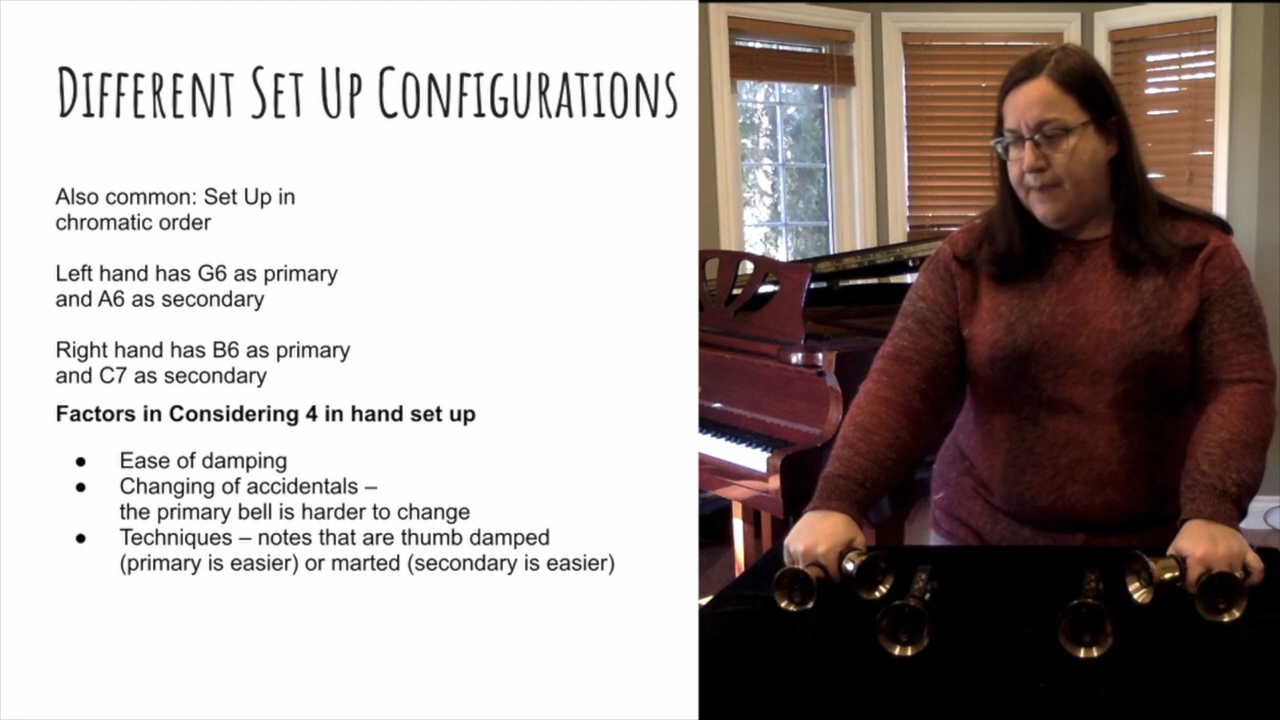 Different Set Up Configurations
Also common: Set Up in
chromatic order
Left hand has G6 as primary
and A6 as secondary
Right hand has B6 as primary
and C7 as secondary
Factors in Considering 4 in hand set up
● Ease of damping
● Changing of accidentals –
the primary bell is harder to change
● Techniques – notes that are thumb damped
(primary is easier) or marted (secondary is easier)